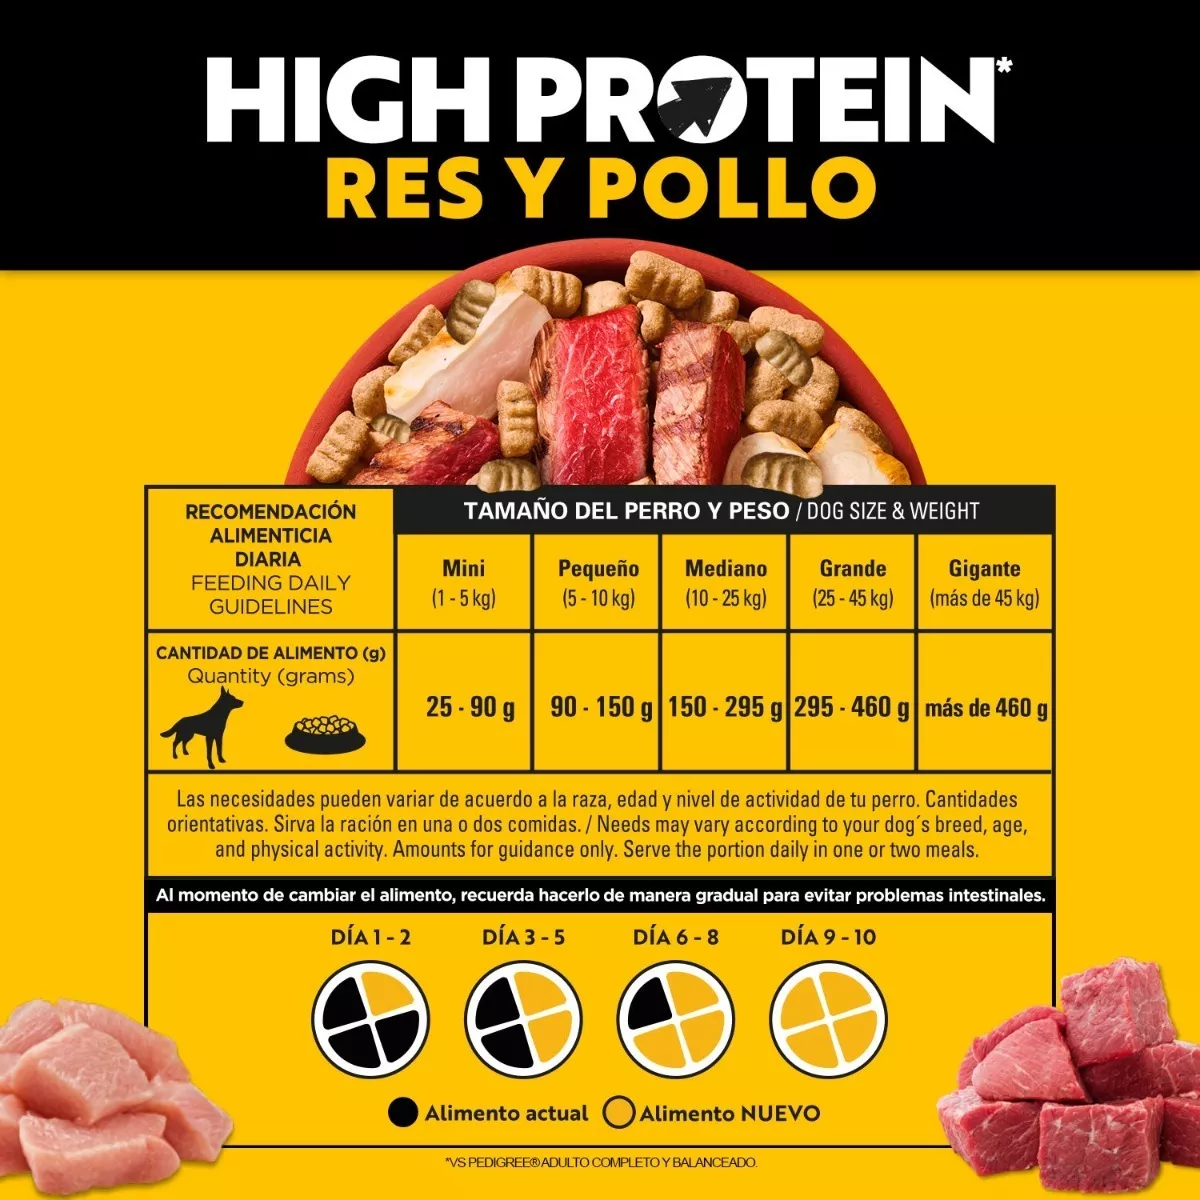 HIGH PROTEIN*
RES Y POLLO
RECOMENDACIÓN
ALIMENTICIA
DIARIA
FEEDING DAILY
GUIDELINES
TAMAÑO DEL PERRO Y PESO / DOG SIZE & WEIGHT
Mini
(1 - 5 kg)
Pequeño
(5 - 10 kg)
Mediano
(10 - 25 kg)
Grande
(25 - 45 kg)
Gigante
(más de 45 kg)
CANTIDAD DE ALIMENTO (g)
Quantity (grams)
25 - 90 g
90 - 150 g
150 - 295 g
295 - 460 g
más de 460 g
Las necesidades pueden variar de acuerdo a la raza, edad y nivel de actividad de tu perro. Cantidades
orientativas. Sirva la ración en una o dos comidas. / Needs may vary according to your dog´s breed, age,
and physical activity. Amounts for guidance only. Serve the portion daily in one or two meals.
Al momento de cambiar el alimento, recuerda hacerlo de manera gradual para evitar problemas intestinales.
DÍA 1 - 2
DÍA 3 - 5
DÍA 6 - 8
DÍA 9 - 10
Alimento actual
Alimento NUEVO
*VS PEDIGREE® ADULTO COMPLETO Y BALANCEADO.